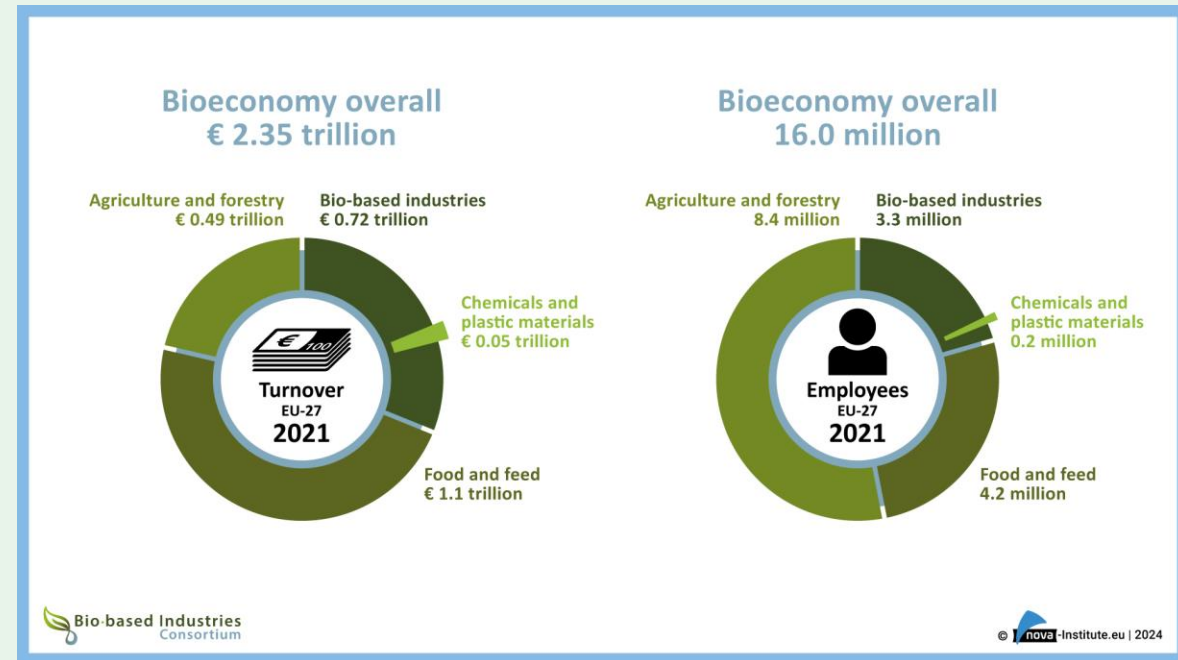 Bioeconomy overall
€ 2.35 trillion
Agriculture and forestry
€ 0.49 trillion
Bio-based industries
€ 0.72 trillion
Chemicals and
plastic materials
€ 0.05 trillion
€ 100
Turnover
EU-27
2021
Food and feed
€ 1.1 trillion
Bioeconomy overall
16.0 million
Agriculture and forestry
8.4 million
Bio-based industries
3.3 million
Chemicals and
plastic materials
0.2 million
Employees
EU-27
2021
Food and feed
4.2 million
Bio-based Industries
Consortium
© nova-Institute.eu | 2024